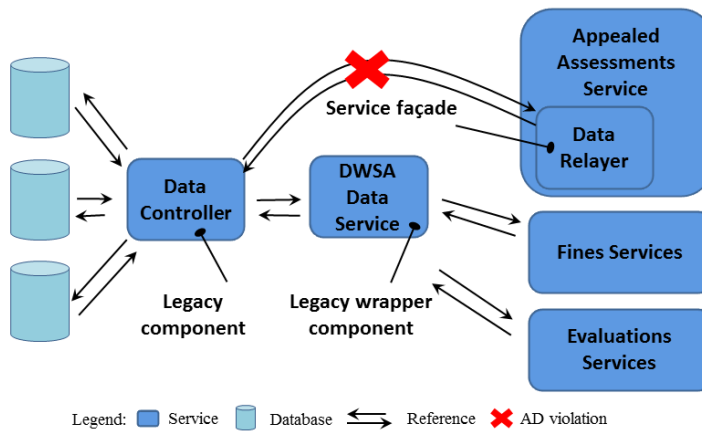 Appealed
Assessments
Service
Service façade
Data
Relayer
Data
Controller
DWSA
Data
Service
Fines Services
Legacy
component
Legacy wrapper
component
Evaluations
Services
Legend: Service Database Reference AD violation